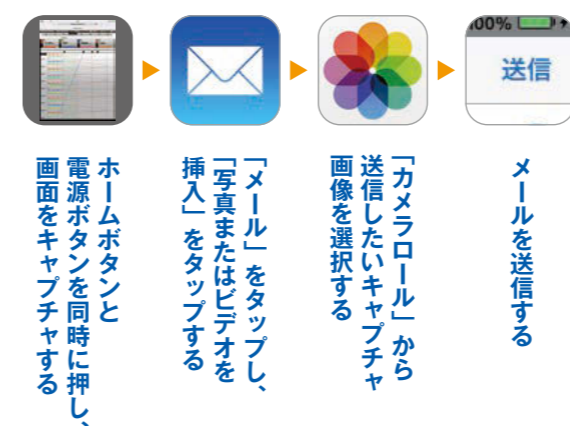 100%
送信
ホームボタンと
電源ボタンを同時に押し、
画面をキャプチャする
「メール」をタップし、
「写真またはビデオを
挿入」をタップする
「カメラロール」から
送信したいキャプチャ
画像を選択する
メールを送信する